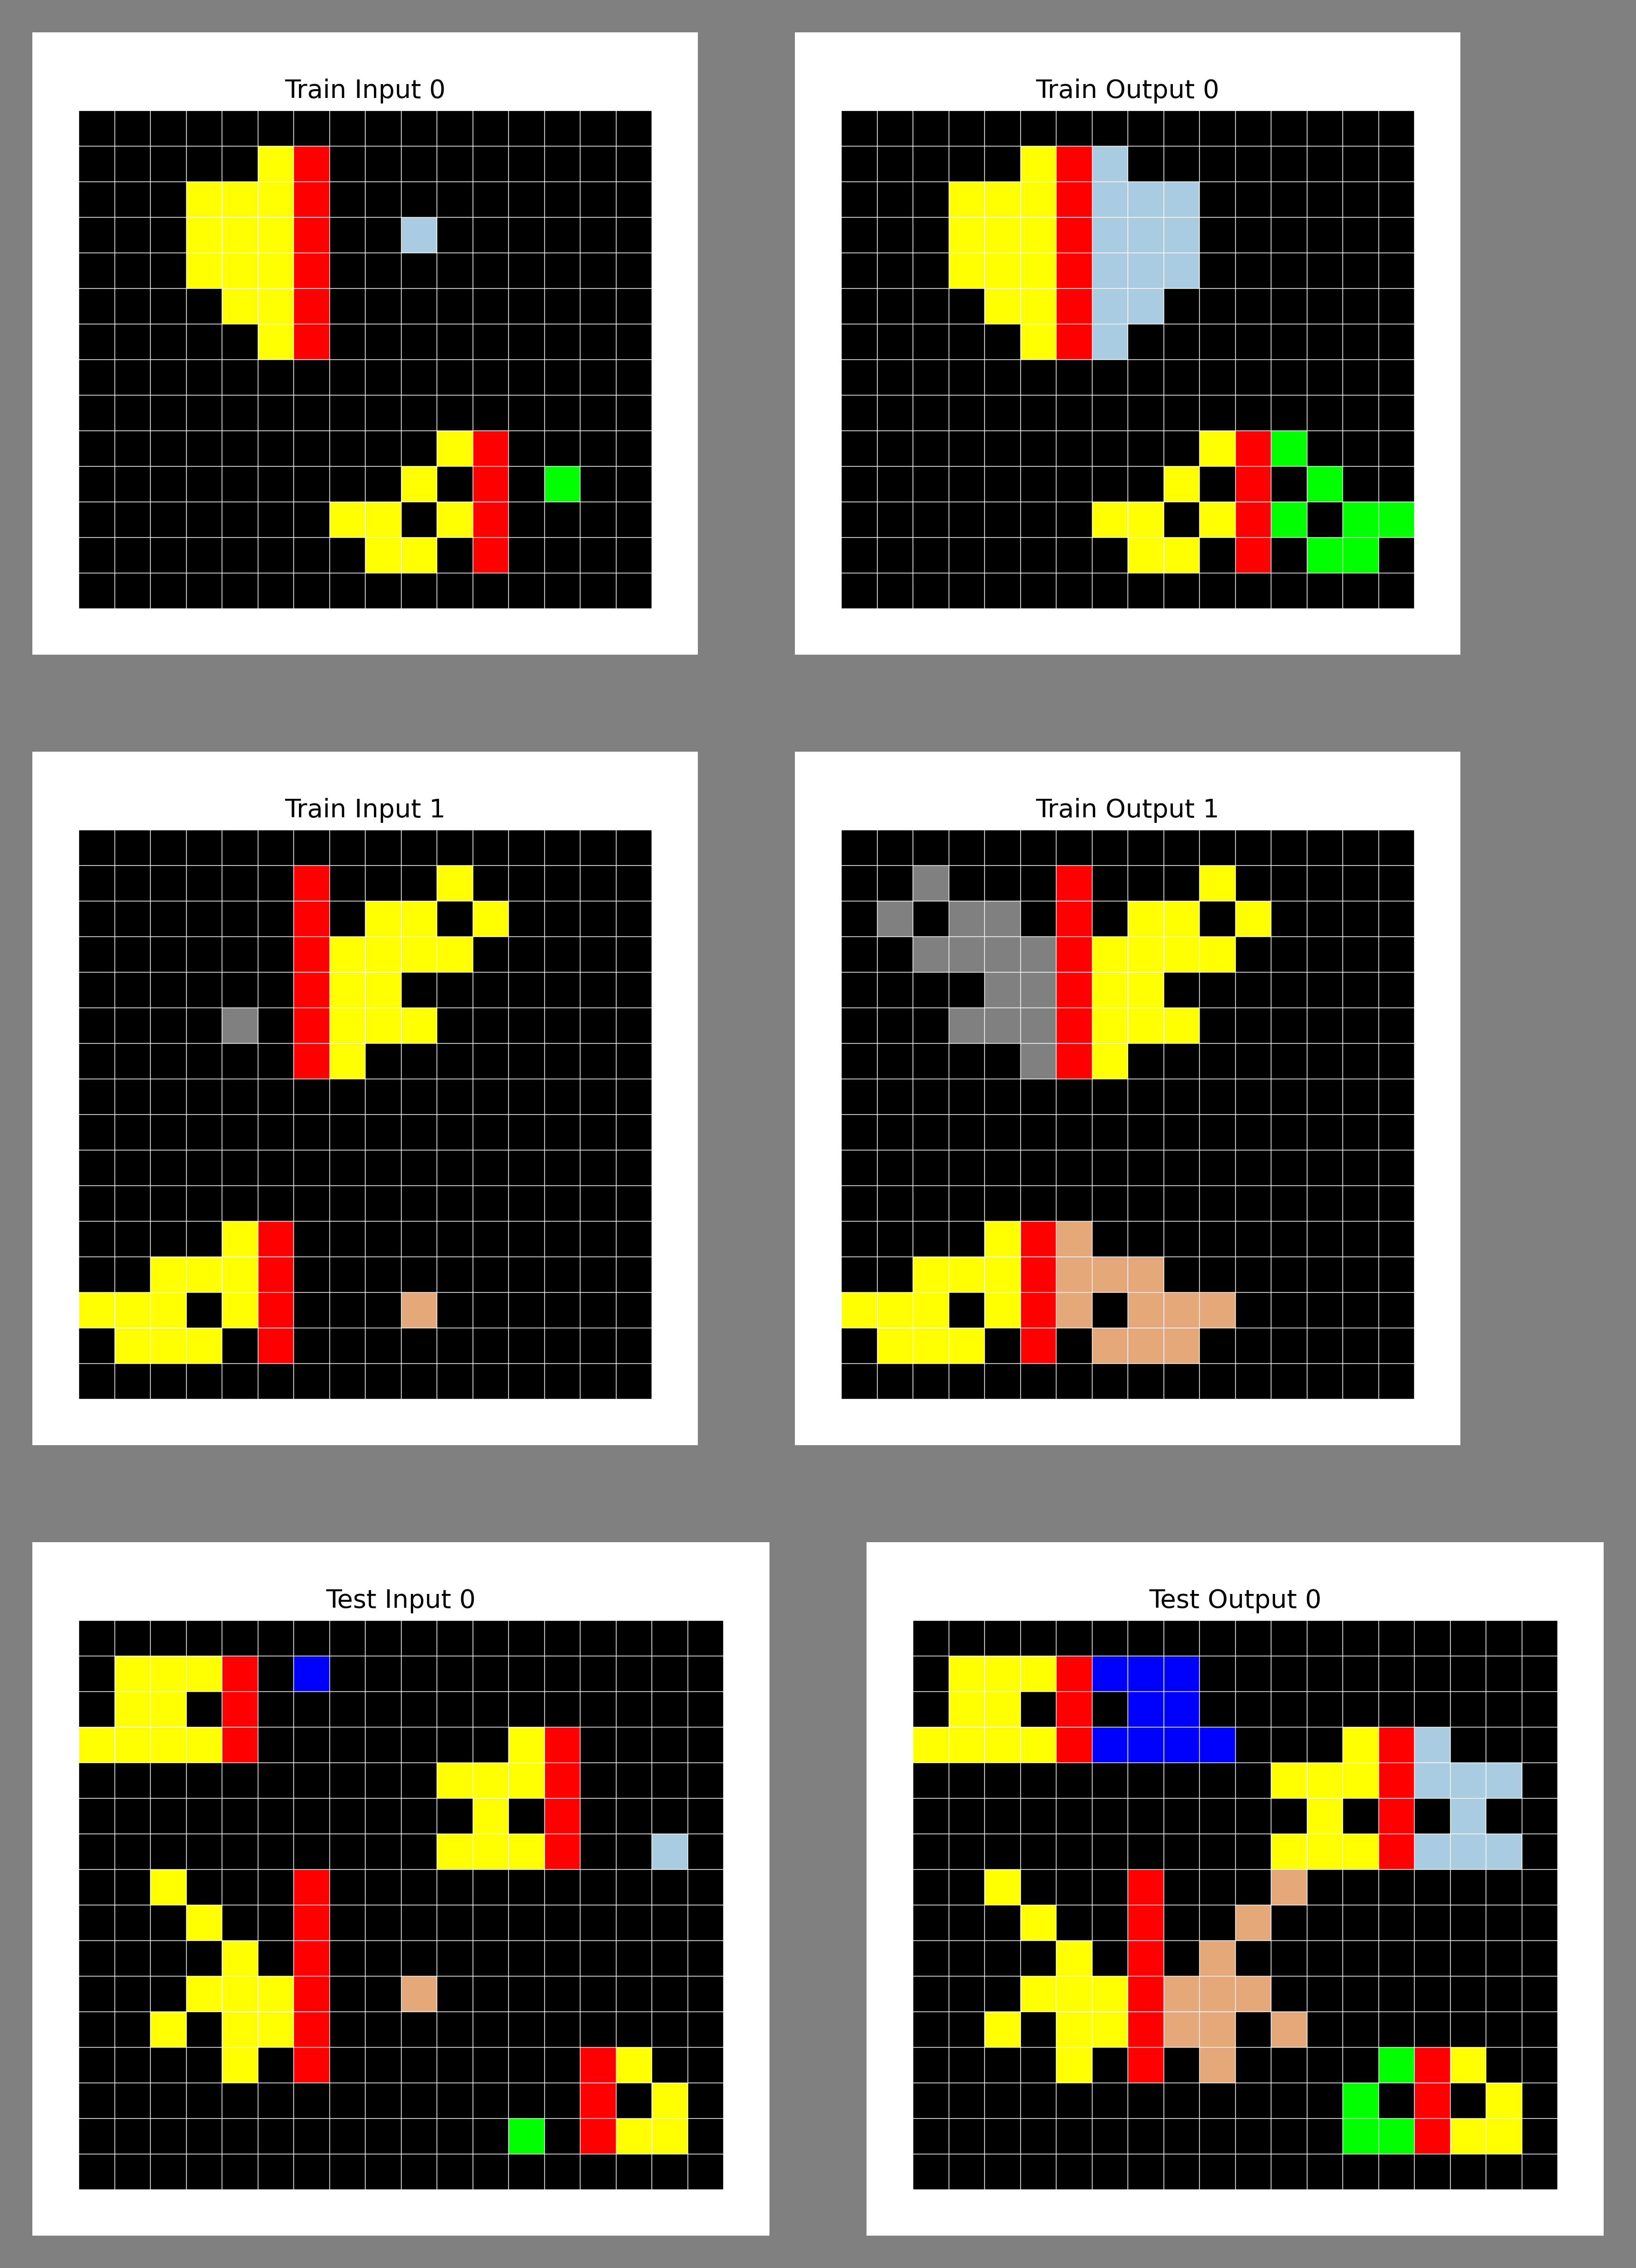 Train Input 0
Train Output 0
Train Input 1
Train Output 1
Test Input 0
Test Output 0